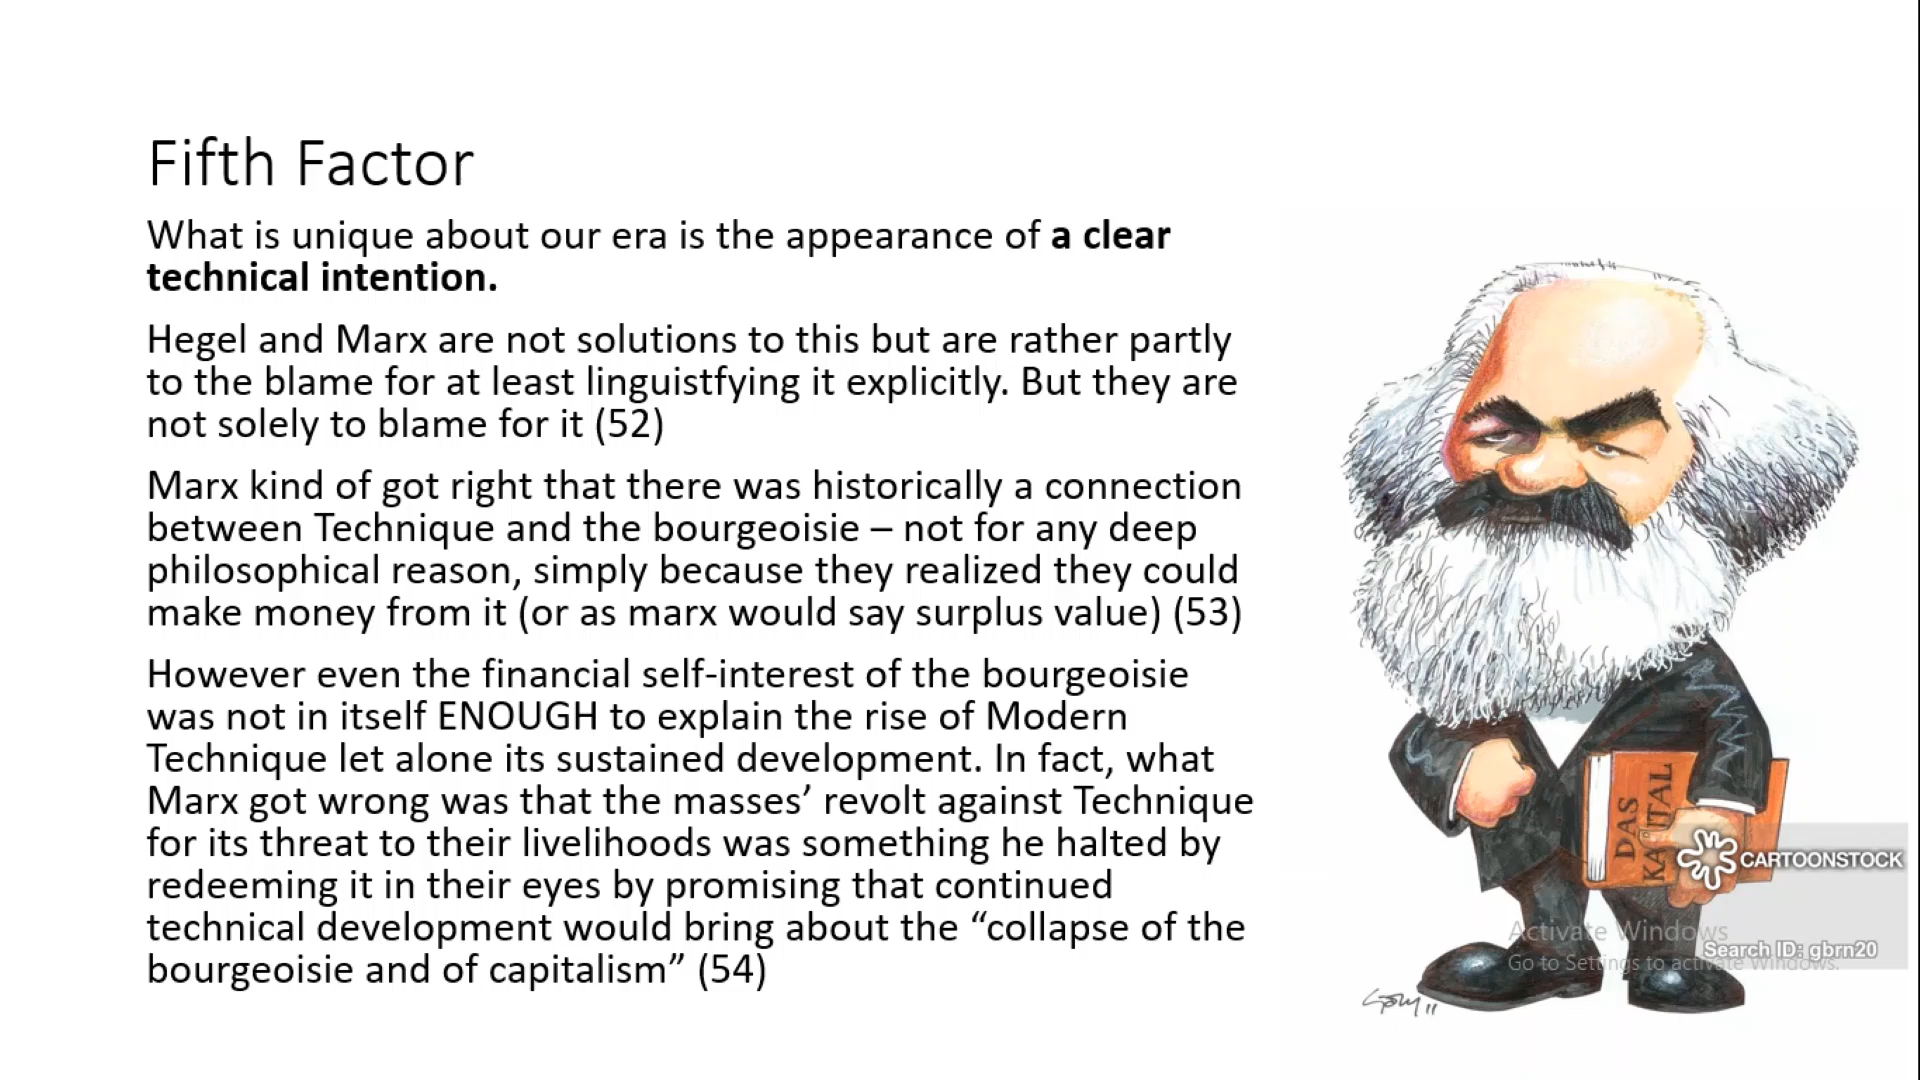 Fifth Factor
What is unique about our era is the appearance of a clear
technical intention.
Hegel and Marx are not solutions to this but are rather partly
to the blame for at least linguistfying it explicitly. But they are
not solely to blame for it (52)
Marx kind of got right that there was historically a connection
between Technique and the bourgeoisie – not for any deep
philosophical reason, simply because they realized they could
make money from it (or as marx would say surplus value) (53)
However even the financial self-interest of the bourgeoisie
was not in itself ENOUGH to explain the rise of Modern
Technique let alone its sustained development. In fact, what
Marx got wrong was that the masses’ revolt against Technique
for its threat to their livelihoods was something he halted by
redeeming it in their eyes by promising that continued
technical development would bring about the “collapse of the
bourgeoisie and of capitalism” (54)
DAS
KAPITAL
CARTOONSTOCK
Activate Windows
Search ID: gbrn20
Go to Settings to activate Windows.